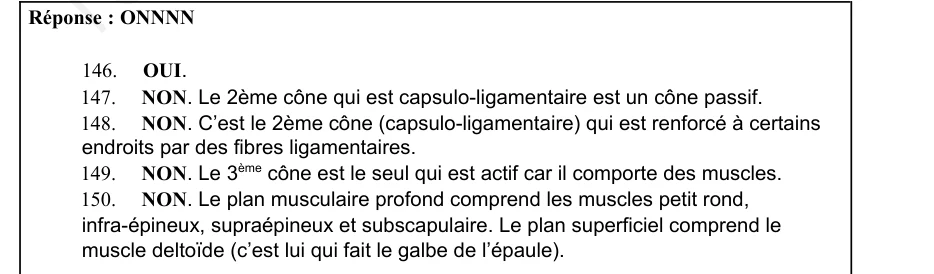 Réponse : ONNNN
146. OUI.
147. NON. Le 2ème cône qui est capsulo-ligamentaire est un cône passif.
148. NON. C’est le 2ème cône (capsulo-ligamentaire) qui est renforcé à certains
endroits par des fibres ligamentaires.
149. NON. Le 3ème cône est le seul qui est actif car il comporte des muscles.
150. NON. Le plan musculaire profond comprend les muscles petit rond,
infra-épineux, supraépineux et subscapulaire. Le plan superficiel comprend le
muscle deltoïde (c’est lui qui fait le galbe de l’épaule).